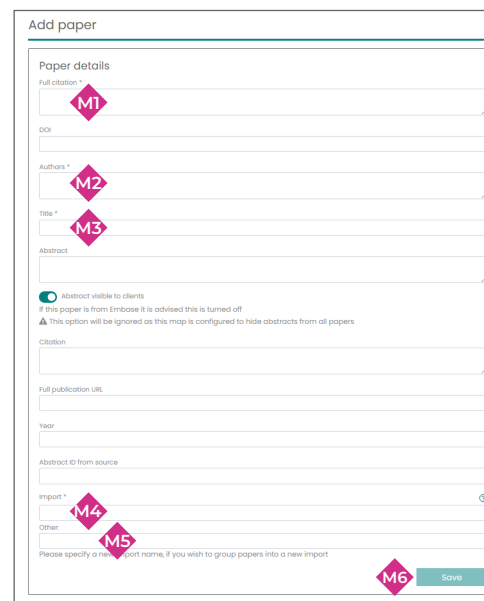 Add paper
Paper details
Full citation *
M1
DOI
Authors *
M2
Title *
M3
Abstract
Abstract visible to clients
If this paper is from Embase it is advised this is turned off
This option will be ignored as this map is configured to hide abstracts from all papers
Citation
Full publication URL
Year
Abstract ID from source
Import *
M4
Other:
M5
Please specify a new import name, if you wish to group papers into a new import
M6 Save